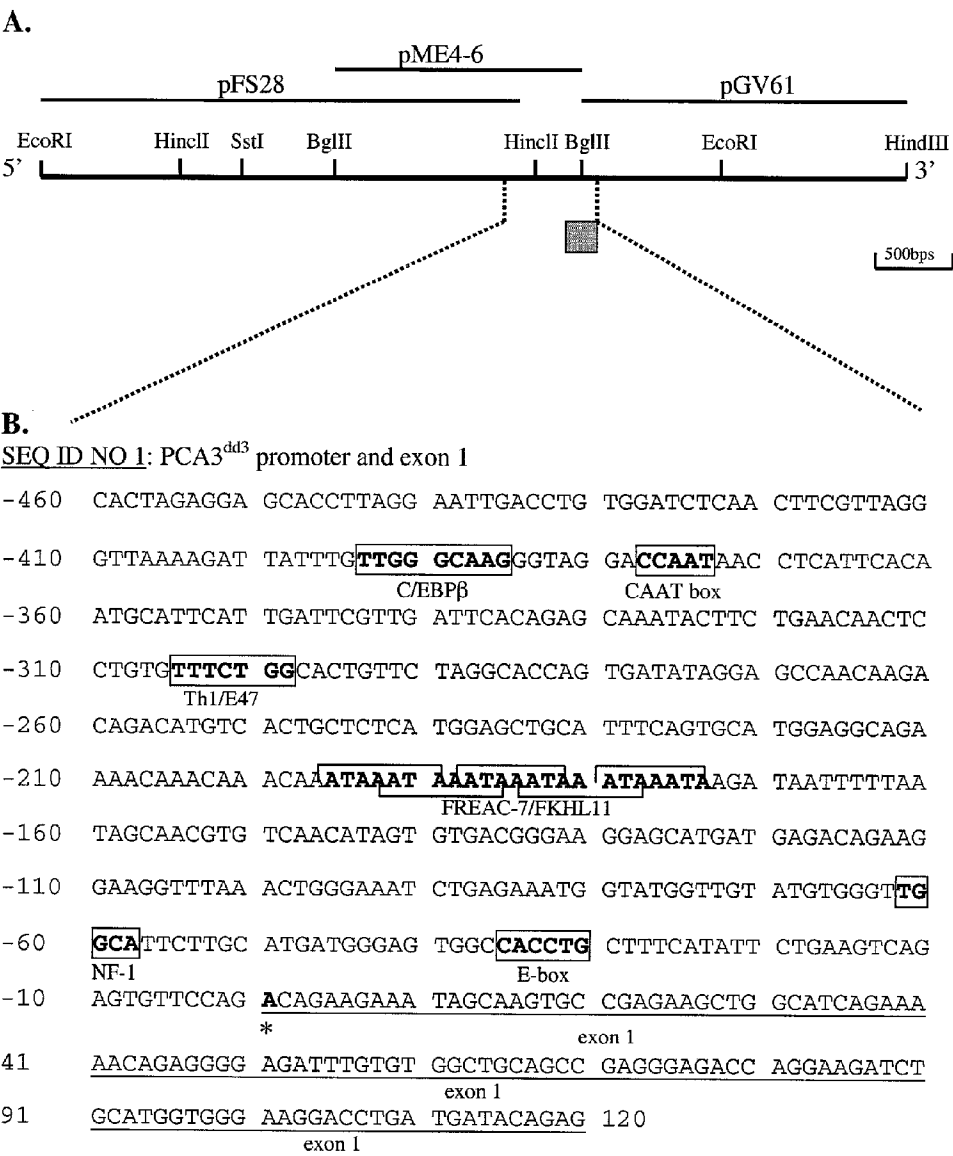 A.
pME4-6
pFS28 pGV61
EcoRI HincII SstI BglII HincII BglII EcoRI HindIII
5' 3'
500bps
B.
SEQ ID NO 1: PCA3dd3 promoter and exon 1
-460 CACTAGAGGA GCACCTTAGG AATTGACCTG TGGATCTCAA CTTCGTTAGG
-410 GTTAAAAGAT TATTTGTTGG GCAAGGGTAG GACCAATAAC CTCATTCACA
C/EBPβ CAAT box
-360 ATGCATTCAT TGATTCGTTG ATTCACAGAG CAAATACTTC TGAACAACTC
-310 CTGTGTTTCT GGCACTGTTC TAGGCACCAG TGATATAGGA GCCAACAAGA
Th1/E47
-260 CAGACATGTC ACTGCTCTCA TGGAGCTGCA TTTCAGTGCA TGGAGGCAGA
-210 AAACAAACAA ACAAATAAAT AAATAAATAA ATAAATAAGA TAATTTTTAA
FREAC-7/FKHL11
-160 TAGCAACGTG TCAACATAGT GTGACGGGAA GGAGCATGAT GAGACAGAAG
-110 GAAGGTTTAA ACTGGGAAAT CTGAGAAATG GTATGGTTGT ATGTGGGTTG
-60 GCATTCTTGC ATGATGGGAG TGGCCACCTG CTTTCATATT CTGAAGTCAG
NF-1 E-box
-10 AGTGTTCCAG ACAGAAGAAA TAGCAAGTGC CGAGAAGCTG GCATCAGAAA
* exon 1
41 AACAGAGGGG AGATTTGTGT GGCTGCAGCC GAGGGAGACC AGGAAGATCT
exon 1
91 GCATGGTGGG AAGGACCTGA TGATACAGAG 120
exon 1